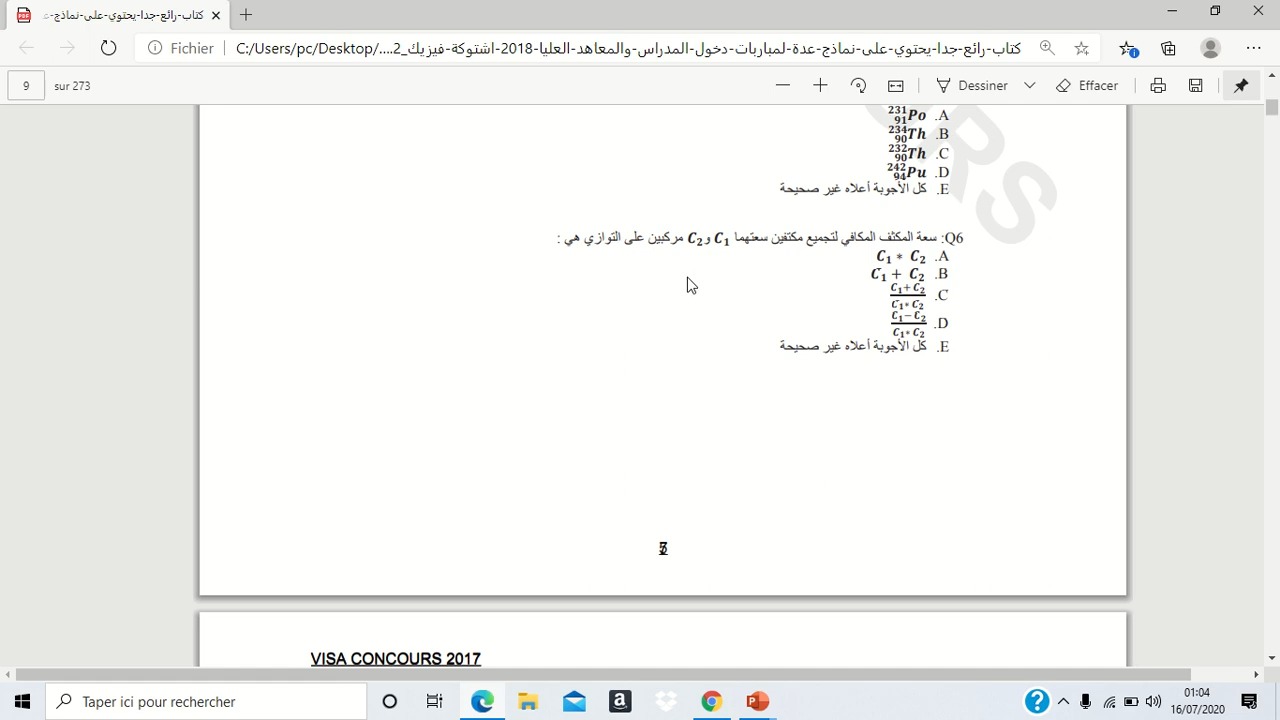 كتاب-رائع-جدا-يحتوي-على-نماذج-ع
9 sur 273
Fichier C:/Users/pc/Desktop/....2_كتاب-رائع-جدا-يحتوي-على-نماذج-عدة-لمباريات-دخول-المدراس-والمعاهد-العليا-2018-اشتوكة-فيزيك
Dessiner
Effacer
A. ²³¹₉₁Po
B. ²³⁴₉₀Th
C. ²³²₉₀Th
D. ²⁴²₉₄Pu
E. كل الأجوبة أعلاه غير صحيحة
Q6: سعة المكثف المكافي لتجميع مكثفين سعتهما C₁ و C₂ مركبين على التوازي هي :
A. C₁ * C₂
B. C₁ + C₂
C. (C₁+C₂)/(C₁*C₂)
D. (C₁−C₂)/(C₁*C₂)
E. كل الأجوبة أعلاه غير صحيحة
VISA CONCOURS 2017
Taper ici pour rechercher
01:04
16/07/2020